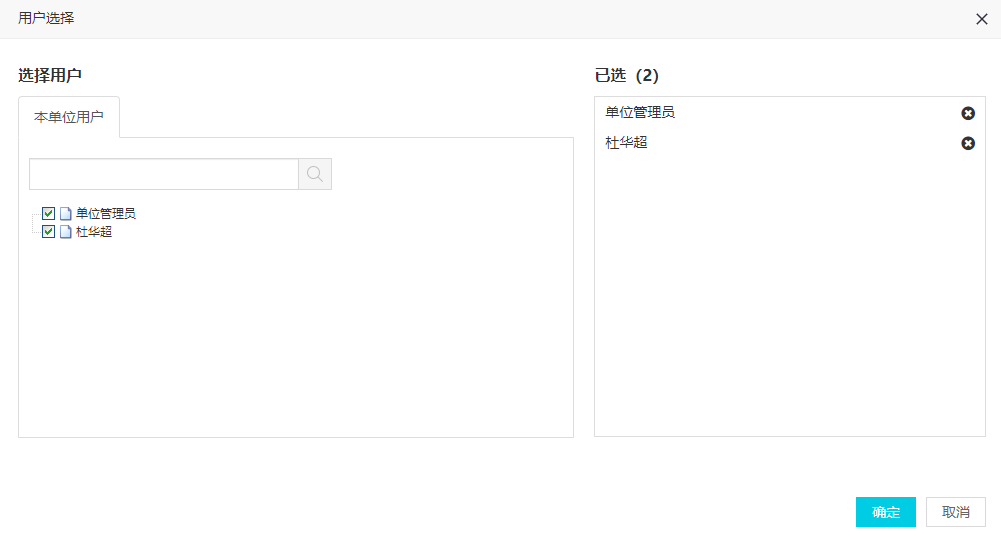 用户选择
选择用户
本单位用户
单位管理员
杜华超
已选（2）
单位管理员
杜华超
确定
取消